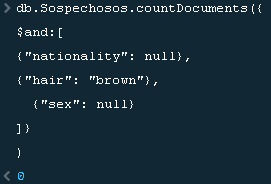 > db.Sospechosos.countDocuments({
$and:[
{"nationality": null},
{"hair": "brown"},
{"sex": null}
]}
)
< 0